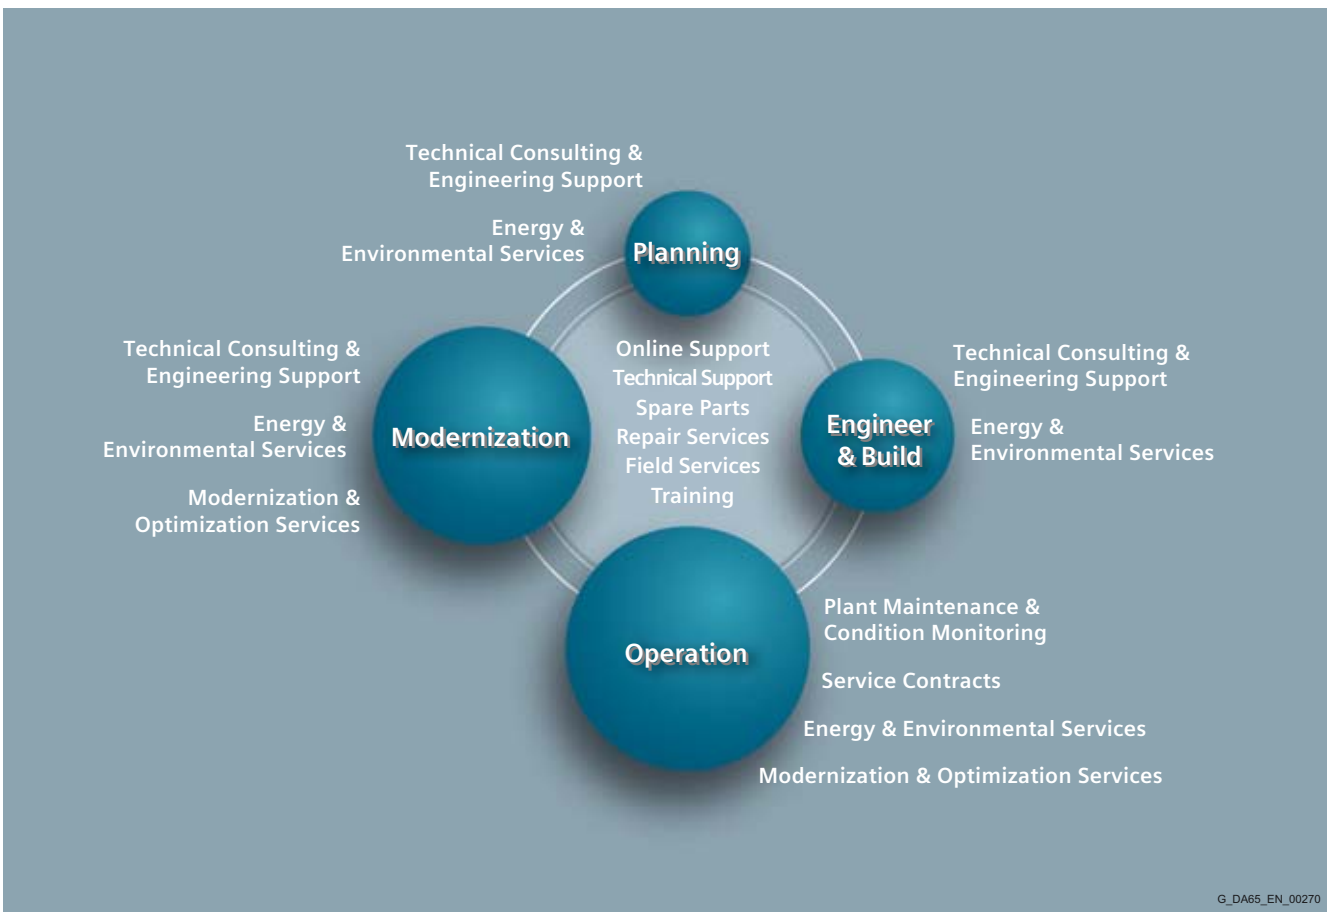 Technical Consulting &
Engineering Support
Energy &
Environmental Services
Planning
Technical Consulting &
Engineering Support
Energy &
Environmental Services
Modernization &
Optimization Services
Modernization
Online Support
Technical Support
Spare Parts
Repair Services
Field Services
Training
Engineer
& Build
Technical Consulting &
Engineering Support
Energy &
Environmental Services
Operation
Plant Maintenance &
Condition Monitoring
Service Contracts
Energy & Environmental Services
Modernization & Optimization Services
G_DA65_EN_00270